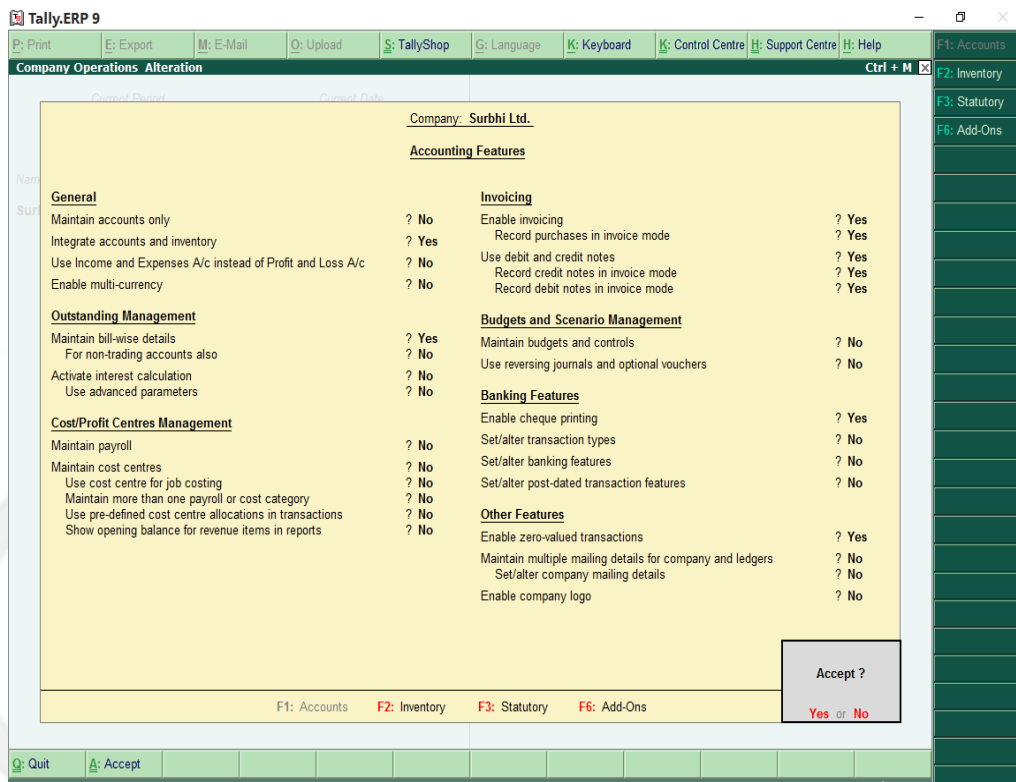 Tally.ERP 9
P: Print E: Export M: E-Mail O: Upload S: TallyShop G: Language K: Keyboard K: Control Centre H: Support Centre H: Help
Company Operations Alteration Ctrl + M
Current Period Current Date
Company: Surbhi Ltd.
Accounting Features
General
Maintain accounts only ? No
Integrate accounts and inventory ? Yes
Use Income and Expenses A/c instead of Profit and Loss A/c ? No
Enable multi-currency ? No
Outstanding Management
Maintain bill-wise details ? Yes
For non-trading accounts also ? No
Activate interest calculation ? No
Use advanced parameters ? No
Cost/Profit Centres Management
Maintain payroll ? No
Maintain cost centres ? No
Use cost centre for job costing ? No
Maintain more than one payroll or cost category ? No
Use pre-defined cost centre allocations in transactions ? No
Show opening balance for revenue items in reports ? No
Invoicing
Enable invoicing ? Yes
Record purchases in invoice mode ? Yes
Use debit and credit notes ? Yes
Record credit notes in invoice mode ? Yes
Record debit notes in invoice mode ? Yes
Budgets and Scenario Management
Maintain budgets and controls ? No
Use reversing journals and optional vouchers ? No
Banking Features
Enable cheque printing ? Yes
Set/alter transaction types ? No
Set/alter banking features ? No
Set/alter post-dated transaction features ? No
Other Features
Enable zero-valued transactions ? Yes
Maintain multiple mailing details for company and ledgers ? No
Set/alter company mailing details ? No
Enable company logo ? No
Accept ?
Yes or No
F1: Accounts F2: Inventory F3: Statutory F6: Add-Ons
Q: Quit A: Accept
F1: Accounts
F2: Inventory
F3: Statutory
F6: Add-Ons